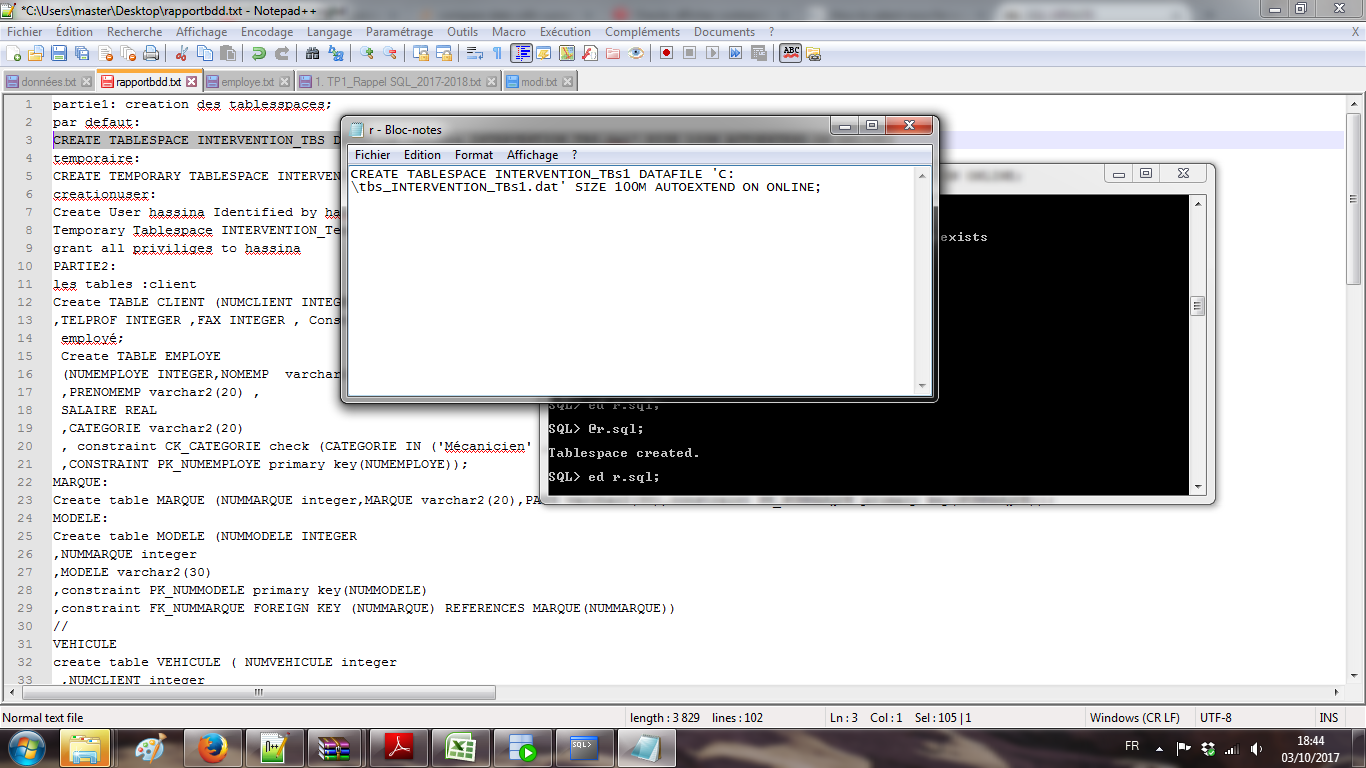 *C:\Users\master\Desktop\rapportbdd.txt - Notepad++
Fichier Édition Recherche Affichage Encodage Langage Paramétrage Outils Macro Exécution Compléments Documents ? X
données.txt rapportbdd.txt employe.txt 1. TP1_Rappel SQL_2017-2018.txt modi.txt
1 partie1: creation des tablesspaces;
2 par defaut:
3 CREATE TABLESPACE INTERVENTION_TBS D
4 temporaire:
5 CREATE TEMPORARY TABLESPACE INTERVEN
6 creationuser:
7 Create User hassina Identified by ha
8 Temporary Tablespace INTERVENTION_Te
9 grant all priviliges to hassina
10 PARTIE2:
11 les tables :client
12 Create TABLE CLIENT (NUMCLIENT INTEG
13 ,TELPROF INTEGER ,FAX INTEGER , Cons
14 employé;
15 Create TABLE EMPLOYE
16 (NUMEMPLOYE INTEGER,NOMEMP varchar
17 ,PRENOMEMP varchar2(20) ,
18 SALAIRE REAL
19 ,CATEGORIE varchar2(20)
20 , constraint CK_CATEGORIE check (CATEGORIE IN ('Mécanicien'
21 ,CONSTRAINT PK_NUMEMPLOYE primary key(NUMEMPLOYE));
22 MARQUE:
23 Create table MARQUE (NUMMARQUE integer,MARQUE varchar2(20),PA
24 MODELE:
25 Create table MODELE (NUMMODELE INTEGER
26 ,NUMMARQUE integer
27 ,MODELE varchar2(30)
28 ,constraint PK_NUMMODELE primary key(NUMMODELE)
29 ,constraint FK_NUMMARQUE FOREIGN KEY (NUMMARQUE) REFERENCES MARQUE(NUMMARQUE))
30 //
31 VEHICULE
32 create table VEHICULE ( NUMVEHICULE integer
33 ,NUMCLIENT integer
r - Bloc-notes
Fichier Edition Format Affichage ?
CREATE TABLESPACE INTERVENTION_TBs1 DATAFILE 'C:
\tbs_INTERVENTION_TBs1.dat' SIZE 100M AUTOEXTEND ON ONLINE;
exists
SQL> ed r.sql;
SQL> @r.sql;
Tablespace created.
SQL> ed r.sql;
Normal text file length : 3 829 lines : 102 Ln : 3 Col : 1 Sel : 105 | 1 Windows (CR LF) UTF-8 INS
FR 18:44
03/10/2017